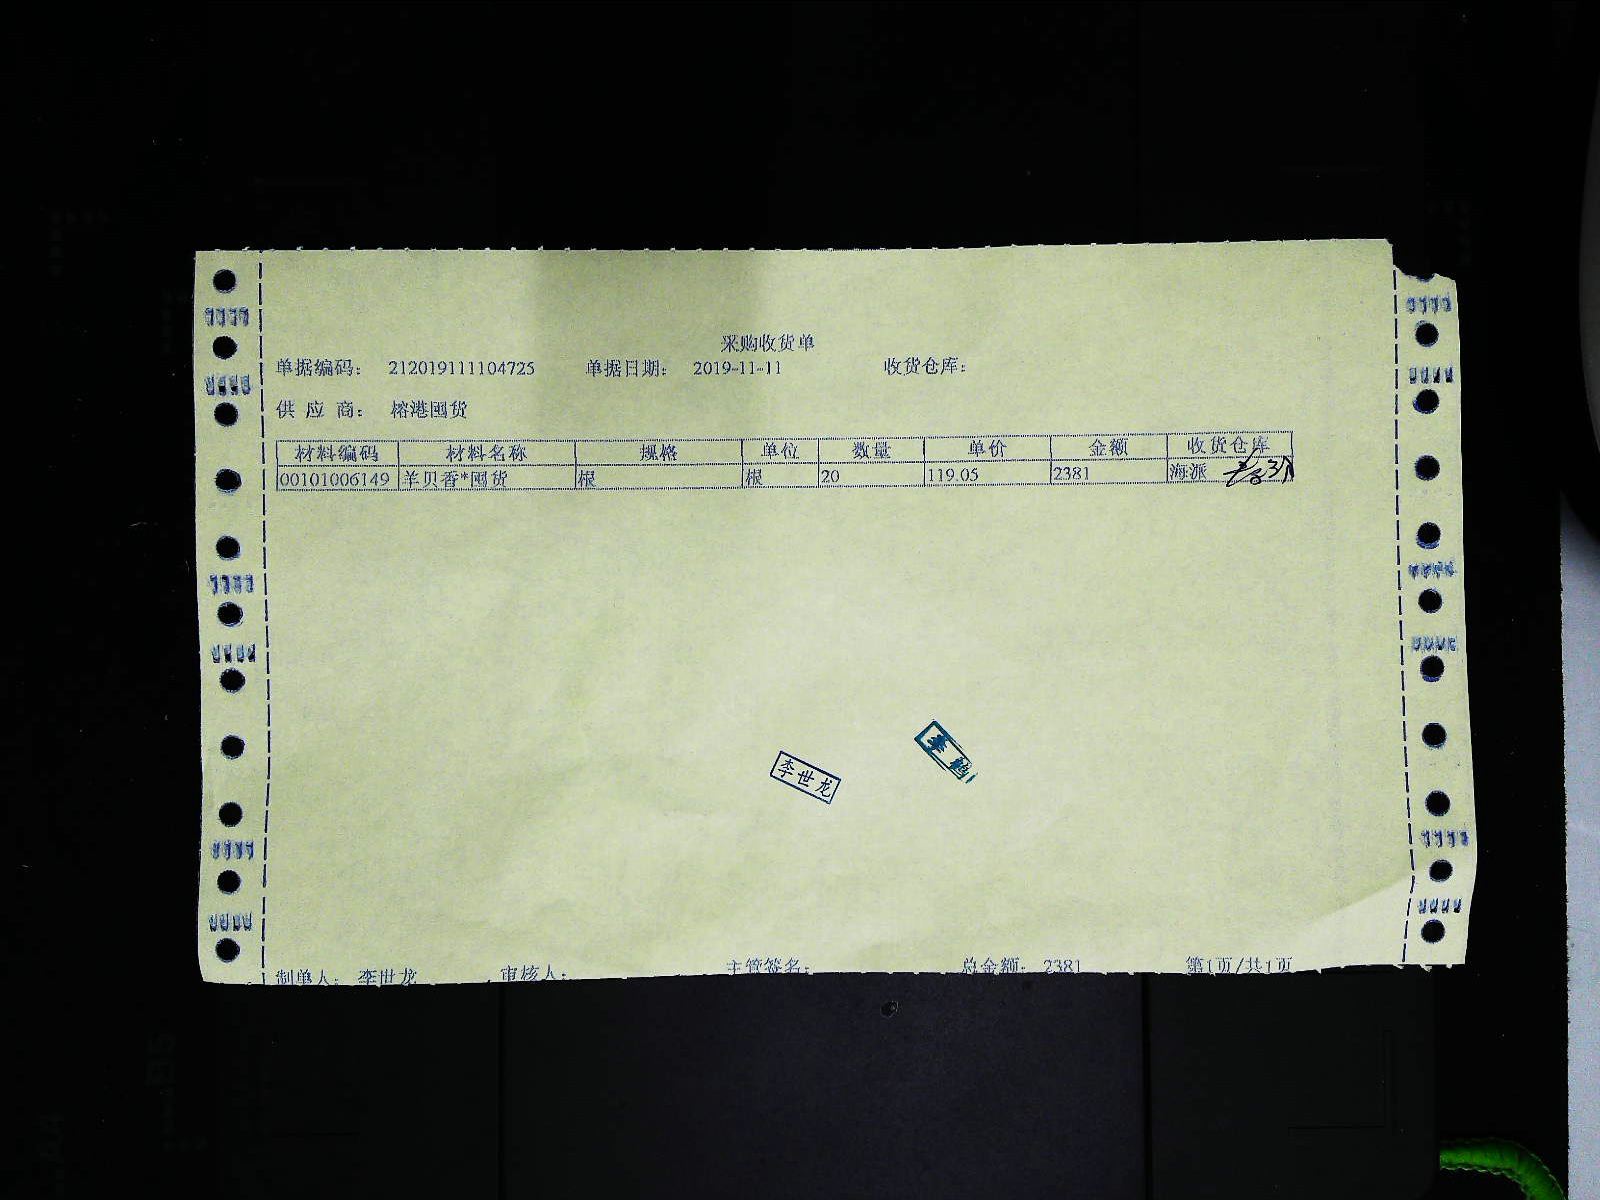 采购收货单
单据编码： 212019111104725 单据日期： 2019-11-11 收货仓库：
供 应 商： 榕港囤货
材料编码 材料名称 规格 单位 数量 单价 金额 收货仓库
00101006149 羊贝香*囤货 根 根 20 119.05 2381 海派
李世龙
李
制单人： 李世龙 审核人： 主管签名： 总金额： 2381 第1页/共1页